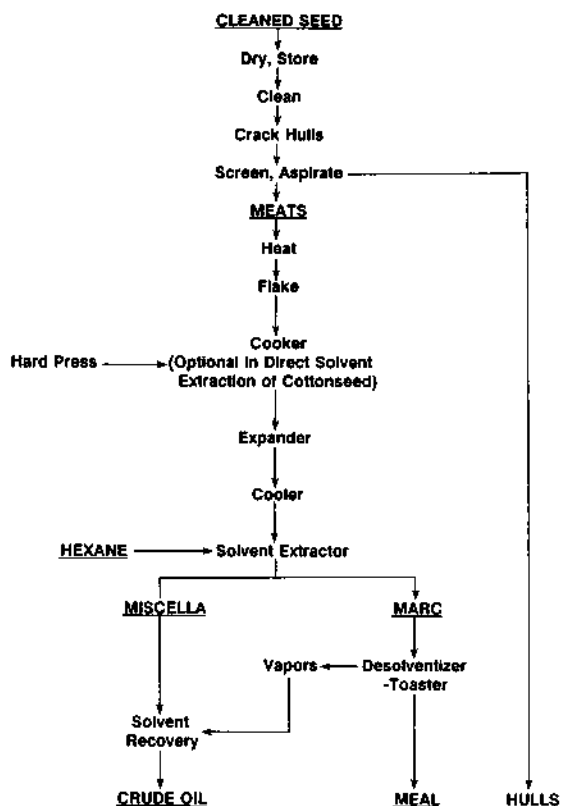 CLEANED SEED
Dry, Store
Clean
Crack Hulls
Screen, Aspirate
MEATS
Heat
Flake
Cooker
Hard Press
(Optional in Direct Solvent
Extraction of Cottonseed)
Expander
Cooler
HEXANE
Solvent Extractor
MISCELLA
MARC
Vapors
Desolventizer
-Toaster
Solvent
Recovery
CRUDE OIL
MEAL
HULLS